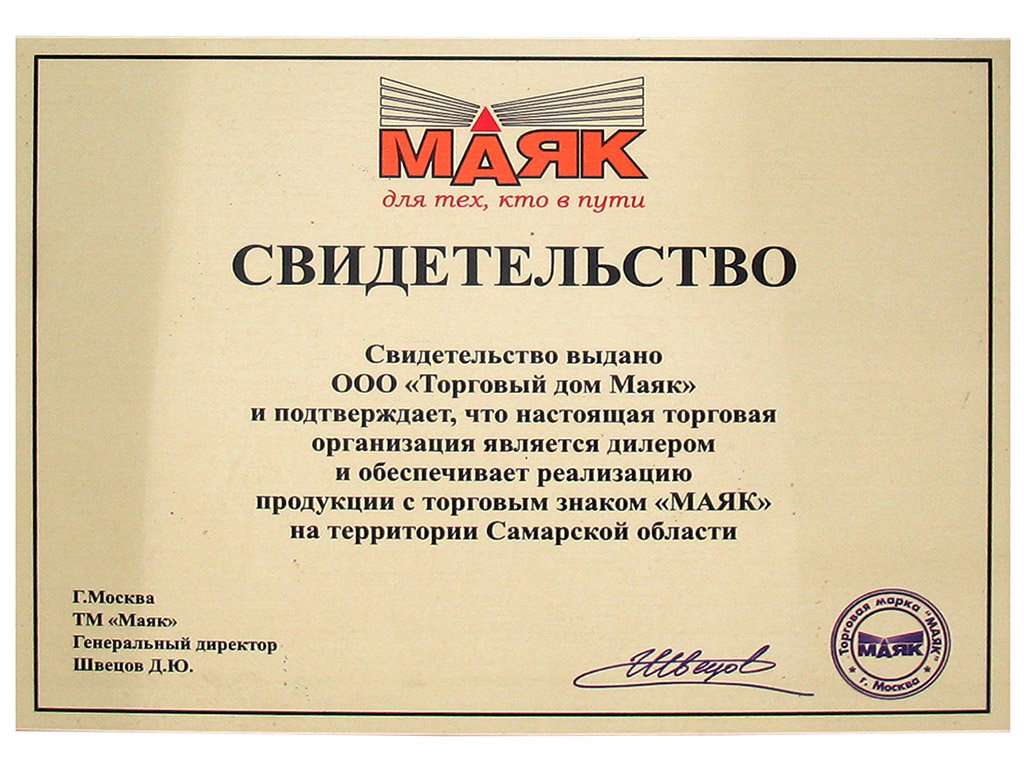 МАЯК
для тех, кто в пути
СВИДЕТЕЛЬСТВО
Свидетельство выдано
ООО «Торговый дом Маяк»
и подтверждает, что настоящая торговая
организация является дилером
и обеспечивает реализацию
продукции с торговым знаком «МАЯК»
на территории Самарской области
Г.Москва
ТМ «Маяк»
Генеральный директор
Швецов Д.Ю.
Швецов
Торговая марка "МАЯК"
МАЯК
* г. Москва *